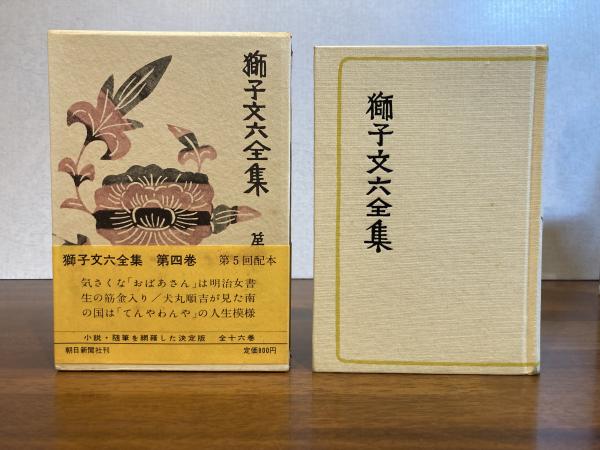 獅子文六全集
獅子文六全集 第四巻 第5回配本
気さくな「おばあさん」は明治女書
生の筋金入り/犬丸順吉が見た南
の国は「てんやわんや」の人生模様
小説・随筆を網羅した決定版 全十六巻
朝日新聞社刊 定価800円
獅子文六全集